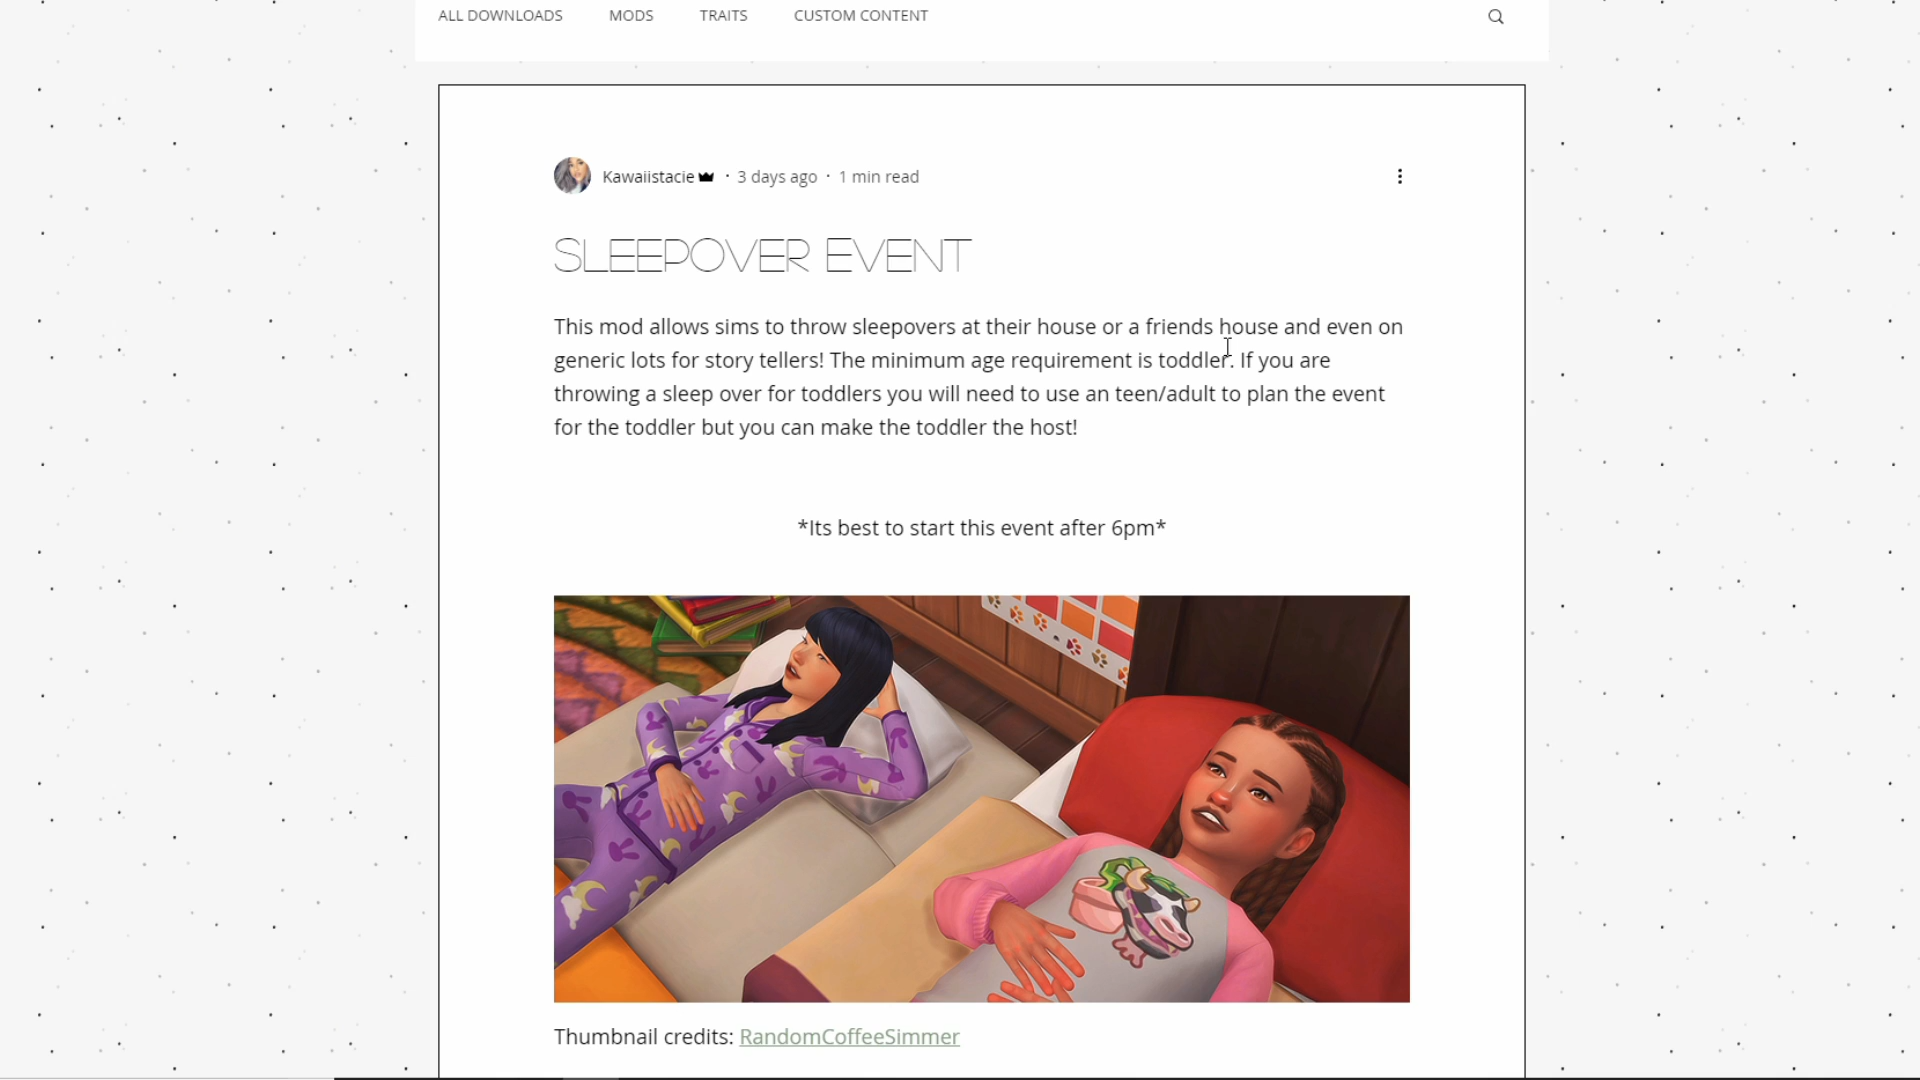 ALL DOWNLOADS MODS TRAITS CUSTOM CONTENT
Kawaiistacie · 3 days ago · 1 min read
SLEEPOVER EVENT
This mod allows sims to throw sleepovers at their house or a friends house and even on
generic lots for story tellers! The minimum age requirement is toddler. If you are
throwing a sleep over for toddlers you will need to use an teen/adult to plan the event
for the toddler but you can make the toddler the host!
*Its best to start this event after 6pm*
Thumbnail credits: RandomCoffeeSimmer